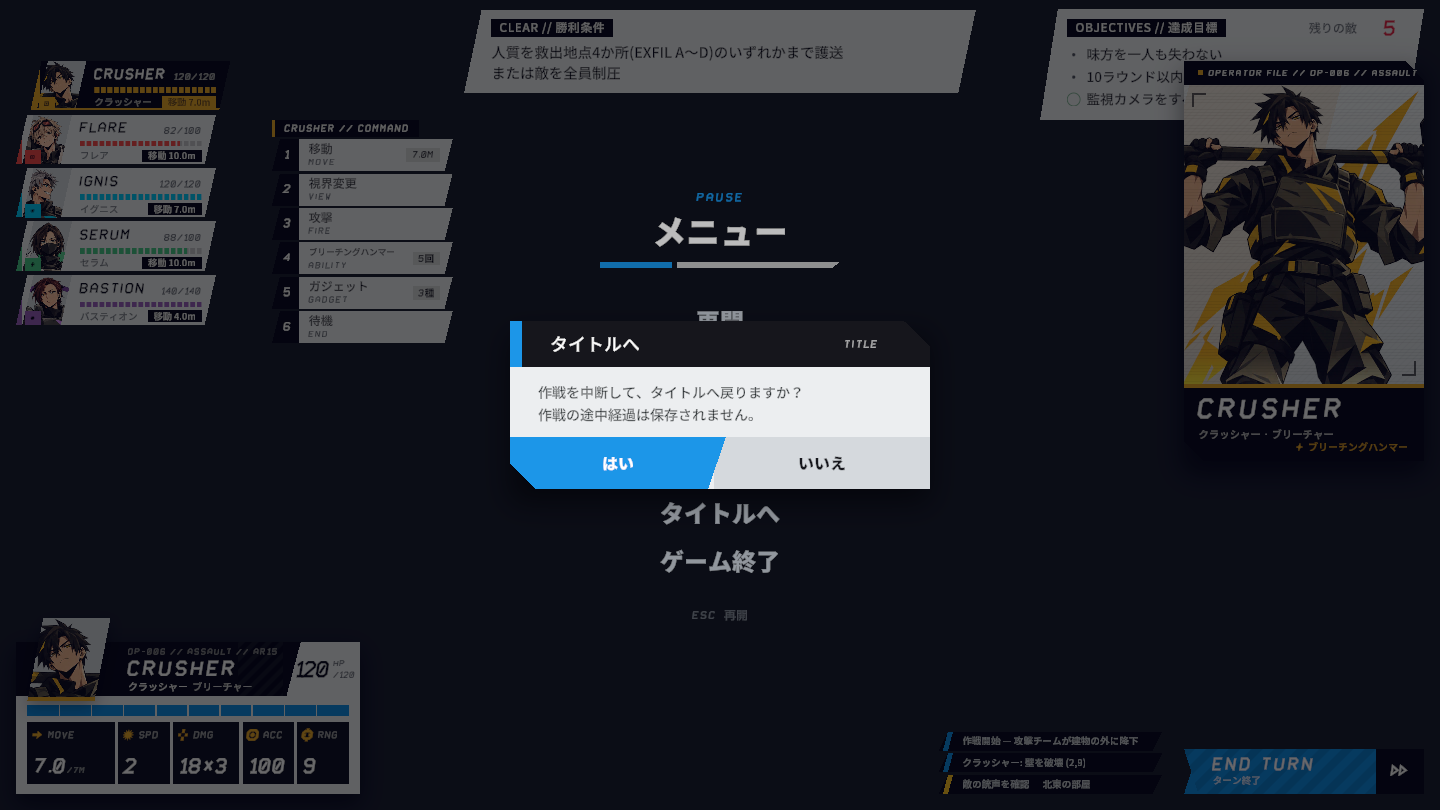 CLEAR // 勝利条件
人質を救出地点4か所(EXFIL A〜D)のいずれかまで護送
または敵を全員制圧
OBJECTIVES // 達成目標
残りの敵 5
・ 味方を一人も失わない
・ 10ラウンド以内
〇 監視カメラをす
OPERATOR FILE // OP-006 // ASSAULT
CRUSHER 120/120
クラッシャー 移動 7.0m
FLARE 82/100
フレア 移動 10.0m
IGNIS 120/120
イグニス 移動 7.0m
SERUM 88/100
セラム 移動 10.0m
BASTION 140/140
バスティオン 移動 4.0m
CRUSHER // COMMAND
1 移動 7.0M
MOVE
2 視界変更
VIEW
3 攻撃
FIRE
4 ブリーチングハンマー 5回
ABILITY
5 ガジェット 3種
GADGET
6 待機
END
PAUSE
メニュー
再開
タイトルへ TITLE
作戦を中断して、タイトルへ戻りますか？
作戦の途中経過は保存されません。
はい いいえ
タイトルへ
ゲーム終了
ESC 再開
CRUSHER
クラッシャー・ブリーチャー
ブリーチングハンマー
OP-006 // ASSAULT // AR15
CRUSHER
クラッシャー ブリーチャー
120 HP
/120
MOVE
7.0/7M
SPD
2
DMG
18×3
ACC
100
RNG
9
作戦開始 — 攻撃チームが建物の外に降下
クラッシャー: 壁を破壊 (2,9)
敵の銃声を確認 北東の部屋
END TURN
ターン終了